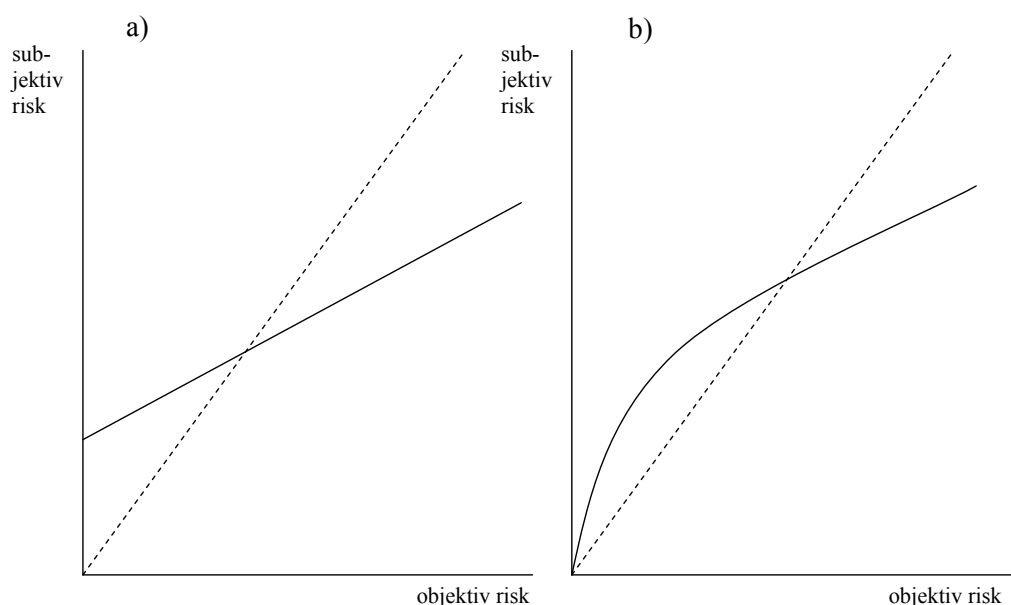 a)
sub-
jektiv
risk
objektiv risk
b)
sub-
jektiv
risk
objektiv risk